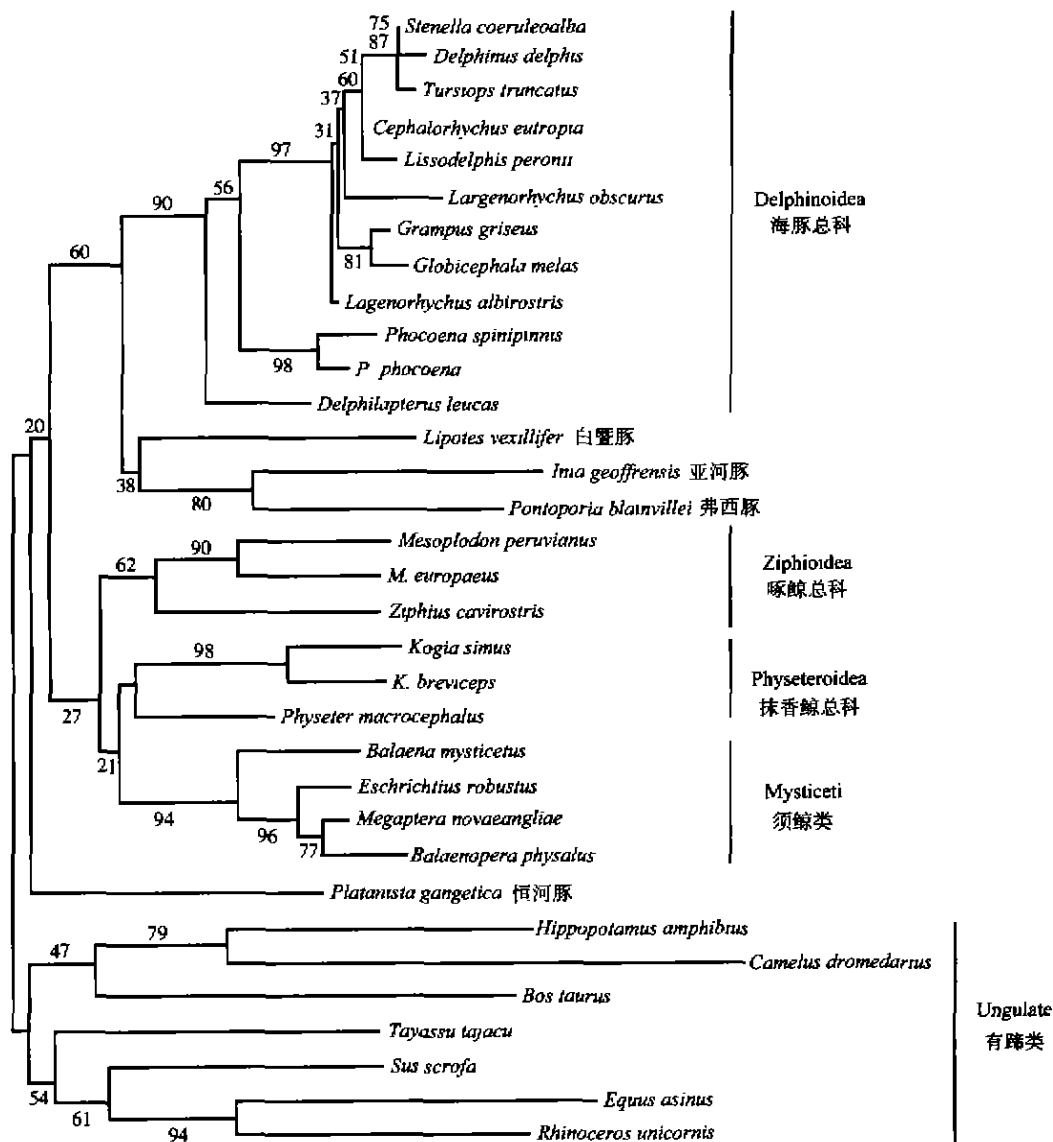 75 Stenella coeruleoalba
87
51 Delphinus delphis
60 Tursiops truncatus
37
31 Cephalorhychus eutropia
97 Lissodelphis peronii
56 Largenorhychus obscurus
90 Grampus griseus
81 Globicephala melas
60 Lagenorhychus albirostris
Phocoena spinipinnis
98 P phocoena
Delphilapterus leucas
Delphinoidea
海豚总科
20 Lipotes vexillifer 白暨豚
38 Inia geoffrensis 亚河豚
80 Pontoporia blainvillei 弗西豚
90 Mesoplodon peruvianus
62 M. europaeus
Ziphius cavirostris
Ziphioidea
啄鲸总科
98 Kogia simus
K. breviceps
27 Physeter macrocephalus
Physeteroidea
抹香鲸总科
21 Balaena mysticetus
94 Eschrichtius robustus
96 Megaptera novaeangliae
77 Balaenopera physalus
Mysticeti
须鲸类
Platanista gangetica 恒河豚
79 Hippopotamus amphibius
47 Camelus dromedarius
Bos taurus
Tayassu tajacu
54 Sus scrofa
61 Equus asinus
94 Rhinoceros unicornis
Ungulate
有蹄类